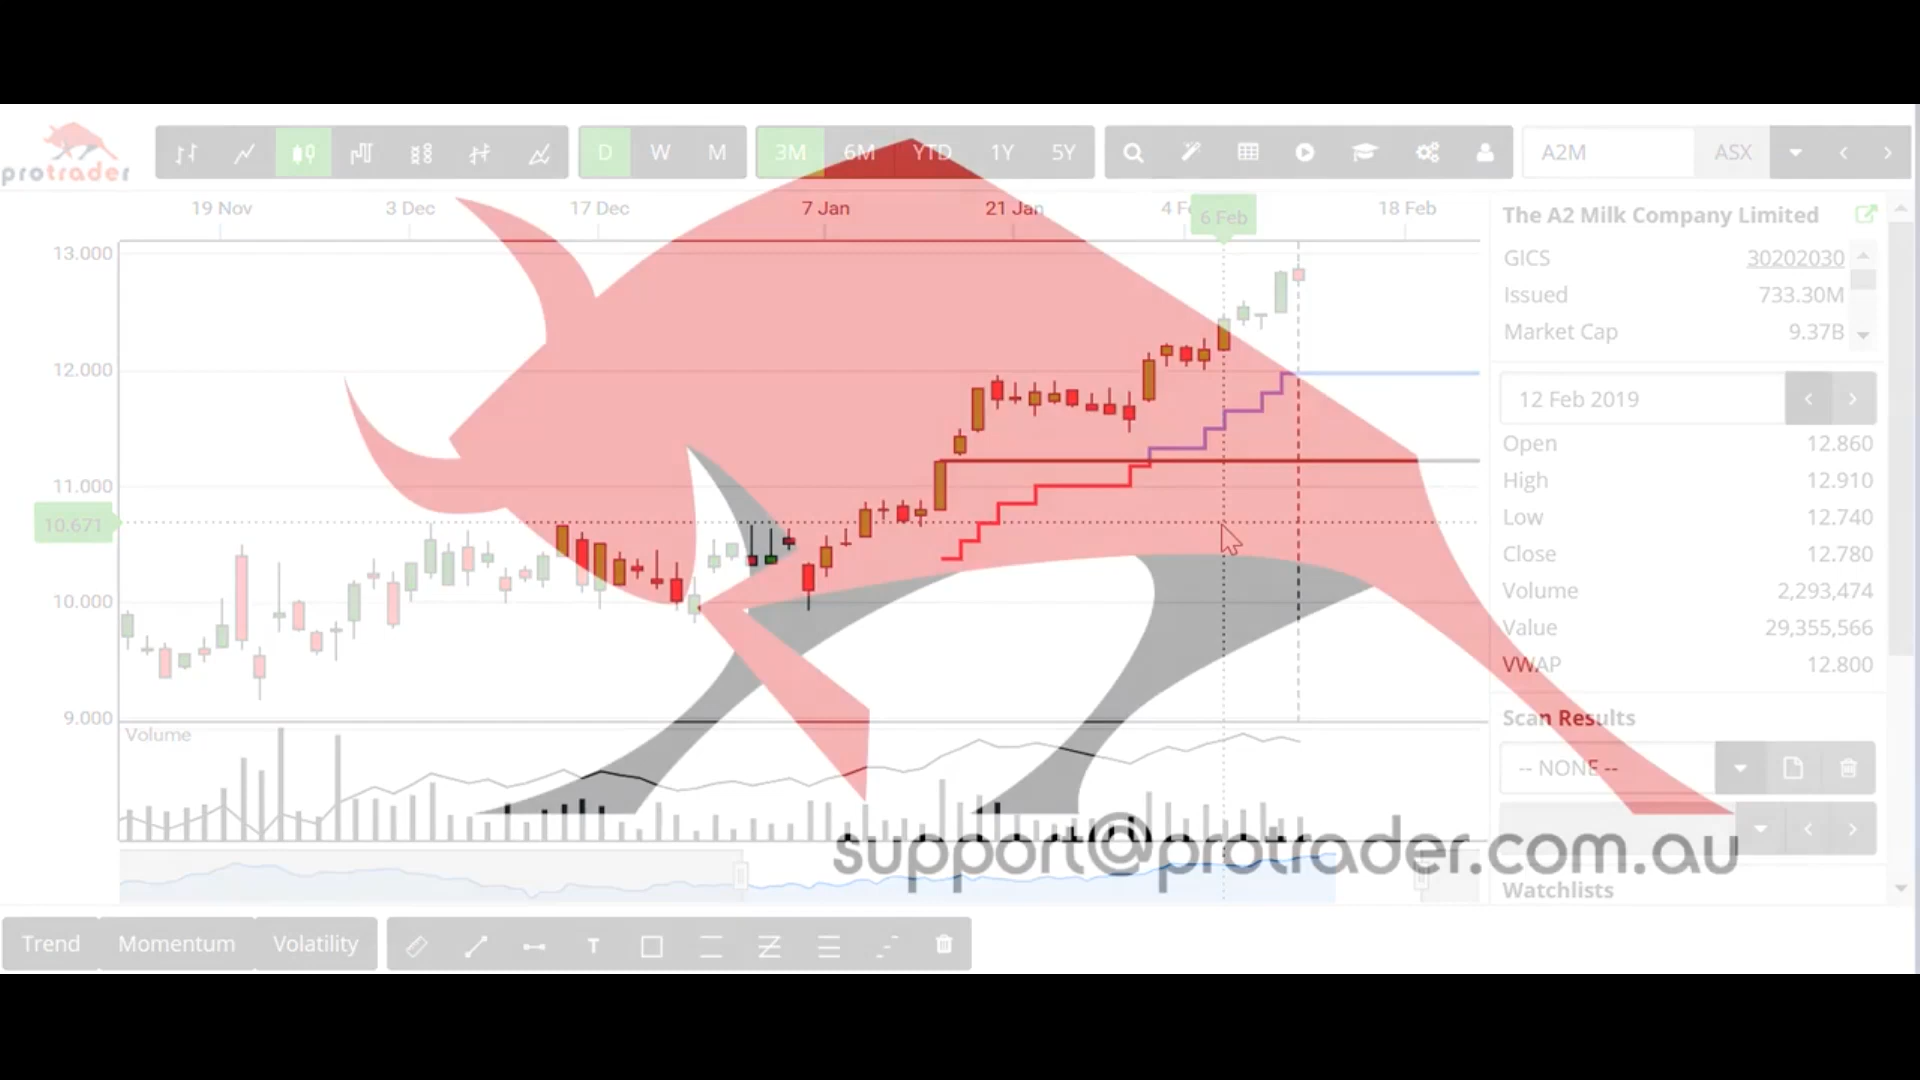 protrader
D W M
3M 6M YTD 1Y 5Y
A2M ASX
19 Nov 3 Dec 17 Dec 7 Jan 21 Jan 4 Fe 6 Feb 18 Feb
13.000
12.000
11.000
10.671
10.000
9.000
Volume
The A2 Milk Company Limited
GICS 30202030
Issued 733.30M
Market Cap 9.37B
12 Feb 2019
Open 12.860
High 12.910
Low 12.740
Close 12.780
Volume 2,293,474
Value 29,355,566
VWAP 12.800
Scan Results
-- NONE --
support@protrader.com.au
Watchlists
Trend Momentum Volatility
T